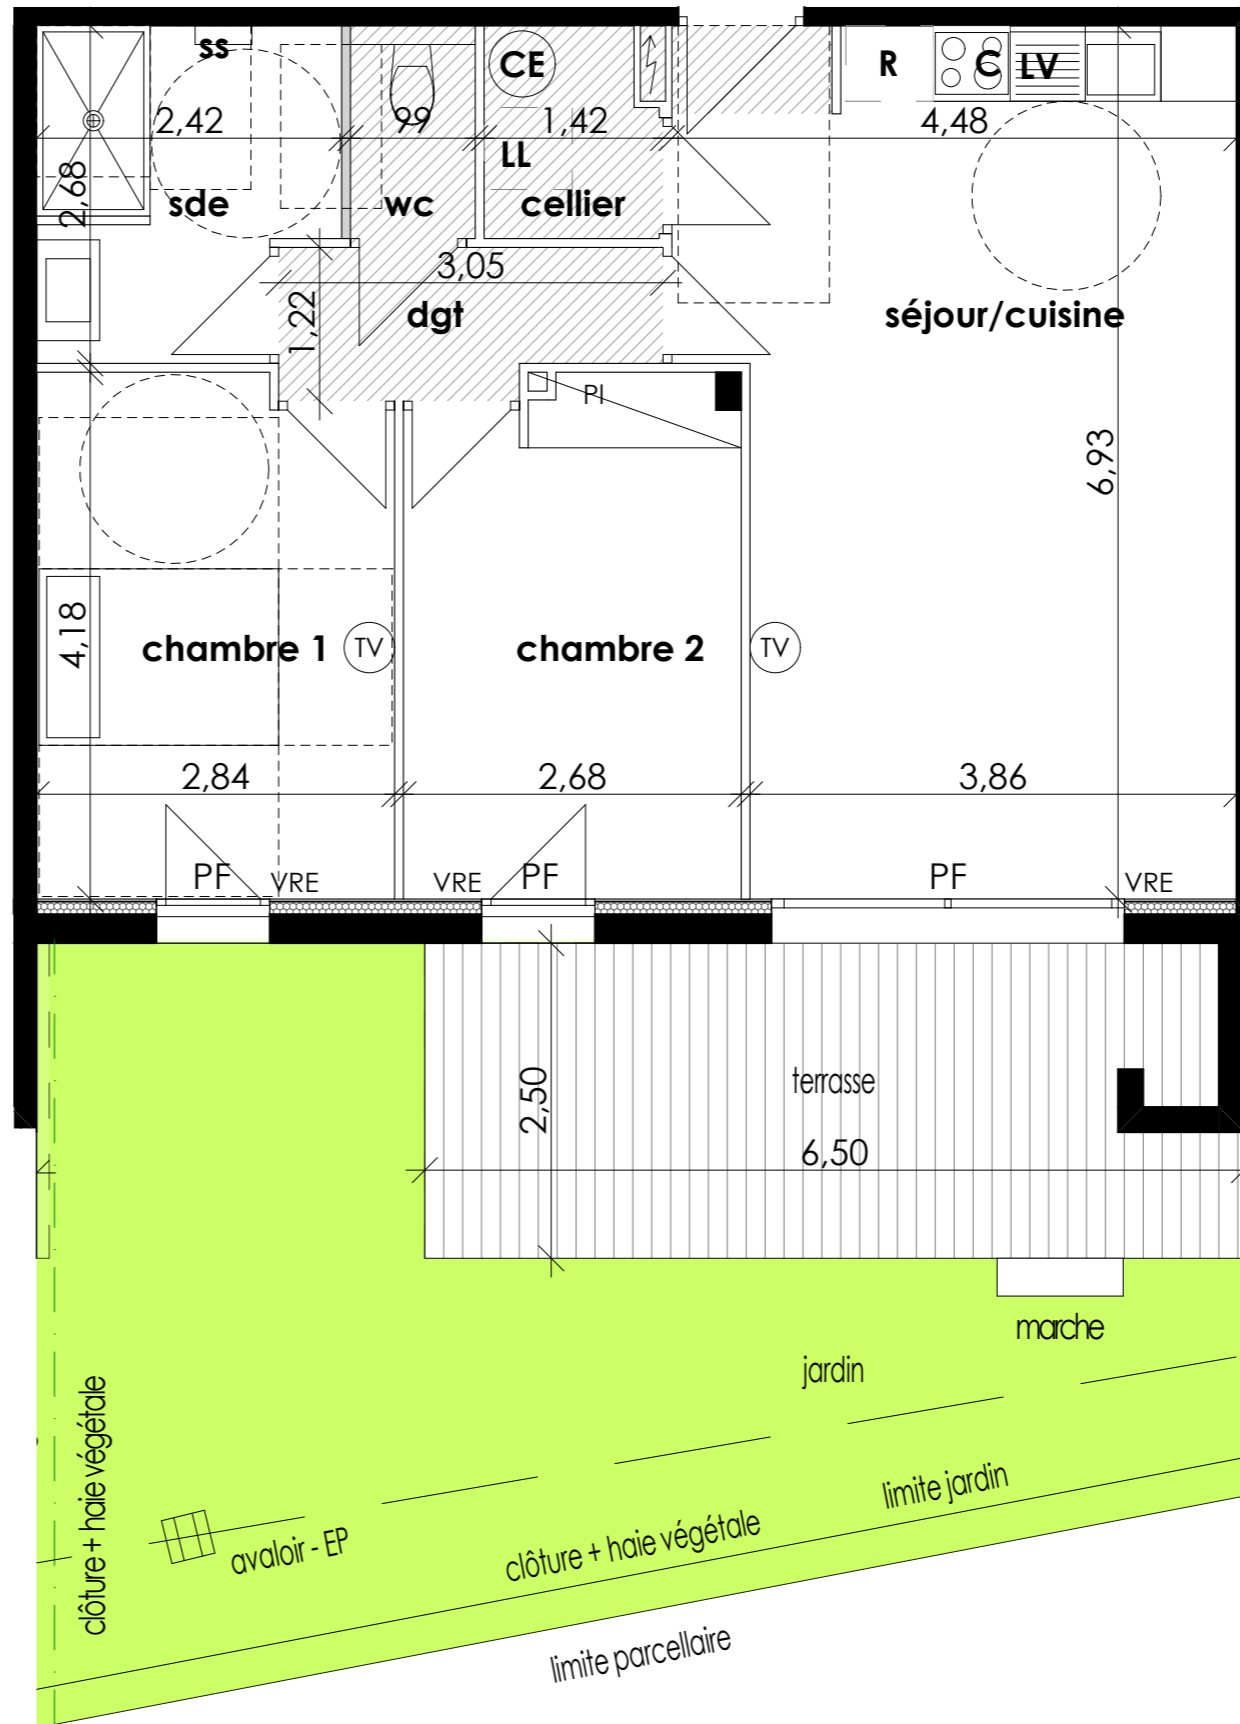 ss
CE
R
C
LV
2,42
99
1,42
4,48
LL
2,68
sde
wc
cellier
3,05
1,22
dgt
séjour/cuisine
PI
6,93
4,18
chambre 1
TV
chambre 2
TV
2,84
2,68
3,86
PF
VRE
VRE
PF
PF
VRE
2,50
terrasse
6,50
marche
jardin
clôture + haie végétale
limite jardin
avaloir - EP
clôture + haie végétale
limite parcellaire